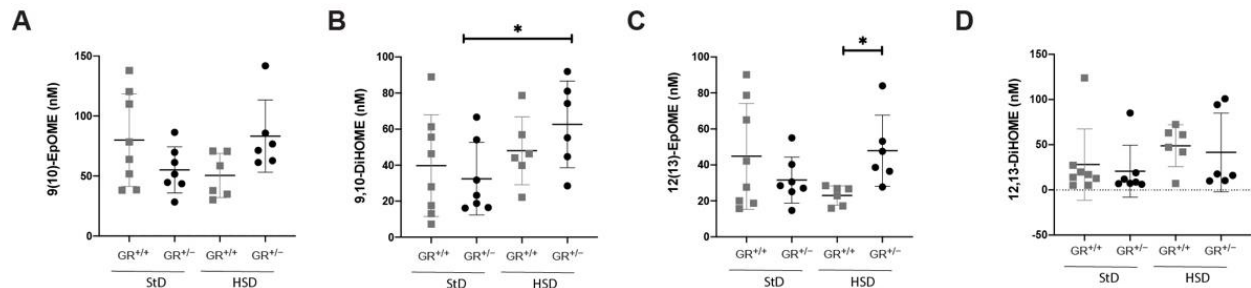 A
B
C
D
9(10)-EpOME (nM)
150
100
50
0
GR+/+ GR+/− GR+/+ GR+/−
StD HSD
9,10-DiHOME (nM)
100
80
60
40
20
0
*
GR+/+ GR+/− GR+/+ GR+/−
StD HSD
12(13)-EpOME (nM)
100
80
60
40
20
0
*
GR+/+ GR+/− GR+/+ GR+/−
StD HSD
12,13-DiHOME (nM)
150
100
50
0
-50
GR+/+ GR+/− GR+/+ GR+/−
StD HSD